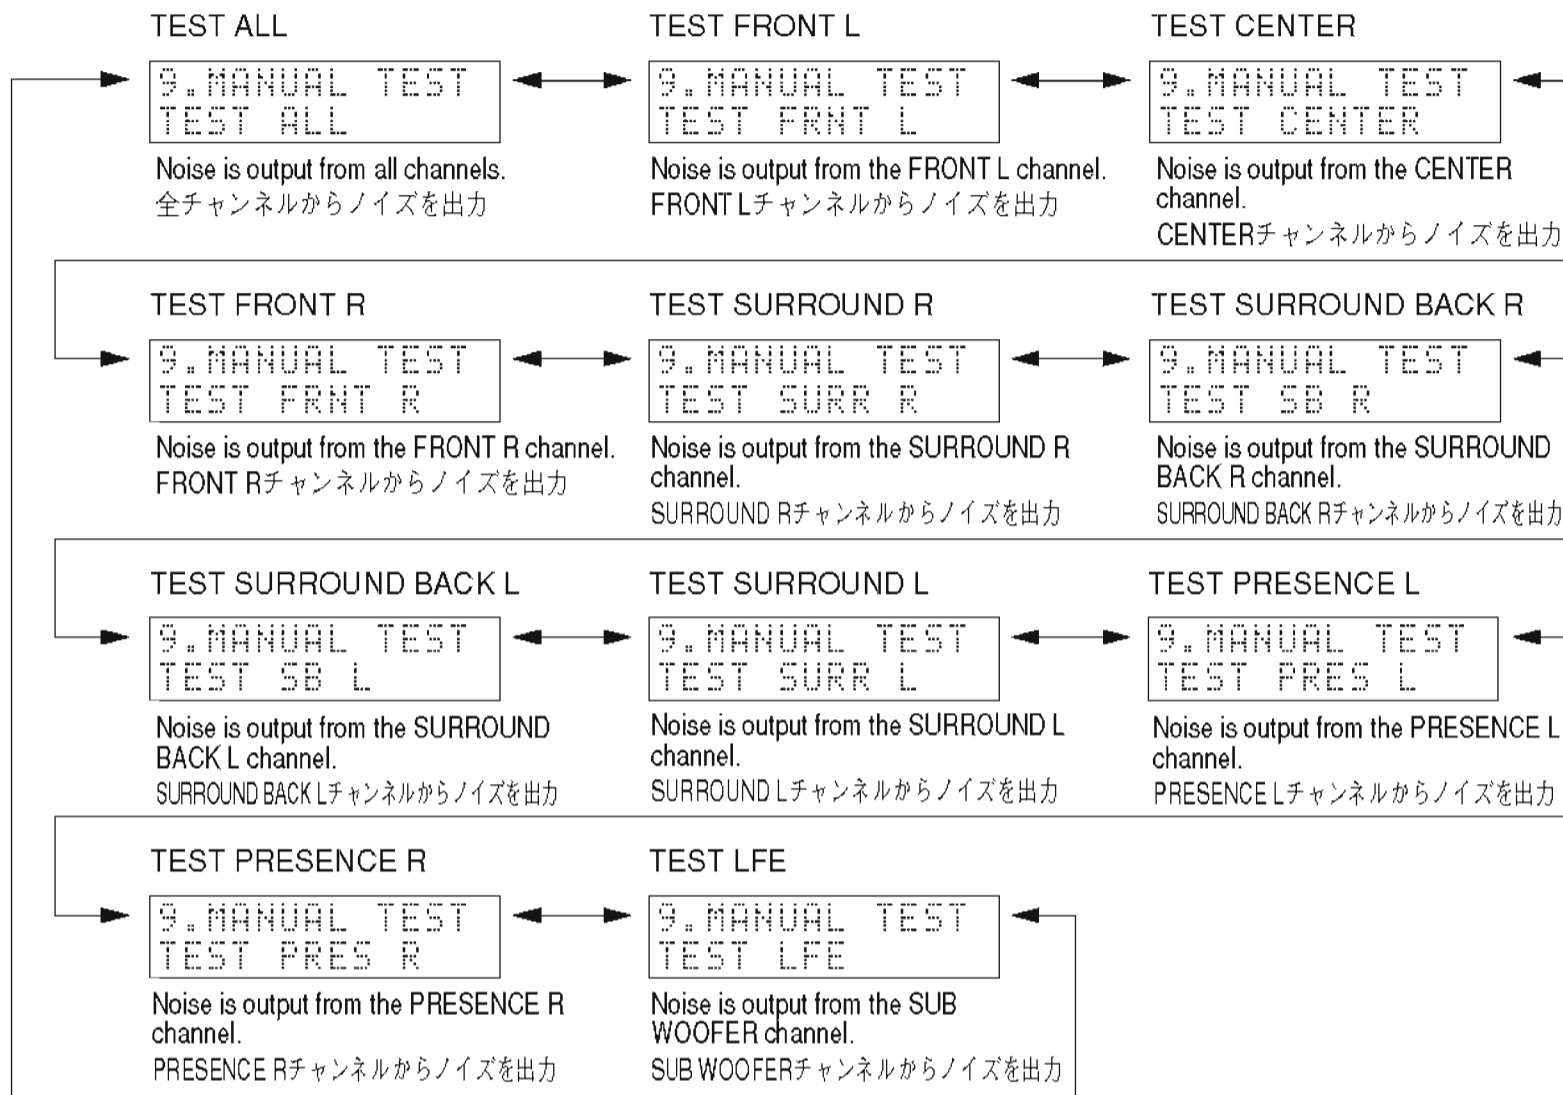 TEST ALL
9.MANUAL TEST
TEST ALL
Noise is output from all channels.
全チャンネルからノイズを出力
TEST FRONT L
9.MANUAL TEST
TEST FRNT L
Noise is output from the FRONT L channel.
FRONT Lチャンネルからノイズを出力
TEST CENTER
9.MANUAL TEST
TEST CENTER
Noise is output from the CENTER
channel.
CENTERチャンネルからノイズを出力
TEST FRONT R
9.MANUAL TEST
TEST FRNT R
Noise is output from the FRONT R channel.
FRONT Rチャンネルからノイズを出力
TEST SURROUND R
9.MANUAL TEST
TEST SURR R
Noise is output from the SURROUND R
channel.
SURROUND Rチャンネルからノイズを出力
TEST SURROUND BACK R
9.MANUAL TEST
TEST SB R
Noise is output from the SURROUND
BACK R channel.
SURROUND BACK Rチャンネルからノイズを出力
TEST SURROUND BACK L
9.MANUAL TEST
TEST SB L
Noise is output from the SURROUND
BACK L channel.
SURROUND BACK Lチャンネルからノイズを出力
TEST SURROUND L
9.MANUAL TEST
TEST SURR L
Noise is output from the SURROUND L
channel.
SURROUND Lチャンネルからノイズを出力
TEST PRESENCE L
9.MANUAL TEST
TEST PRES L
Noise is output from the PRESENCE L
channel.
PRESENCE Lチャンネルからノイズを出力
TEST PRESENCE R
9.MANUAL TEST
TEST PRES R
Noise is output from the PRESENCE R
channel.
PRESENCE Rチャンネルからノイズを出力
TEST LFE
9.MANUAL TEST
TEST LFE
Noise is output from the SUB
WOOFER channel.
SUB WOOFERチャンネルからノイズを出力